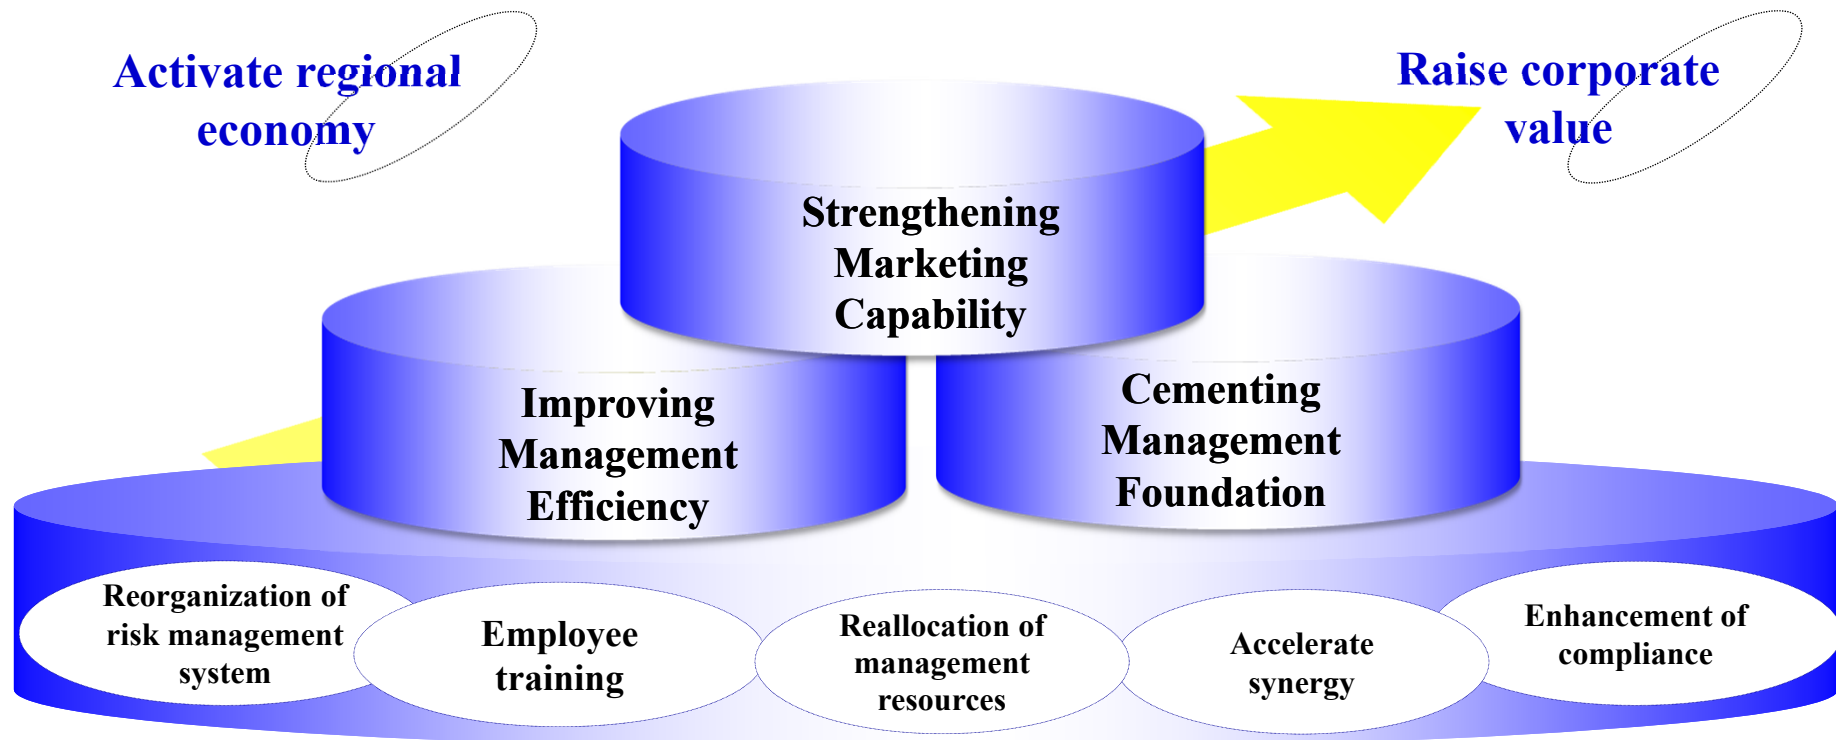 Activate regional
economy
Raise corporate
value
Strengthening
Marketing
Capability
Improving
Management
Efficiency
Cementing
Management
Foundation
Reorganization of
risk management
system
Employee
training
Reallocation of
management
resources
Accelerate
synergy
Enhancement of
compliance